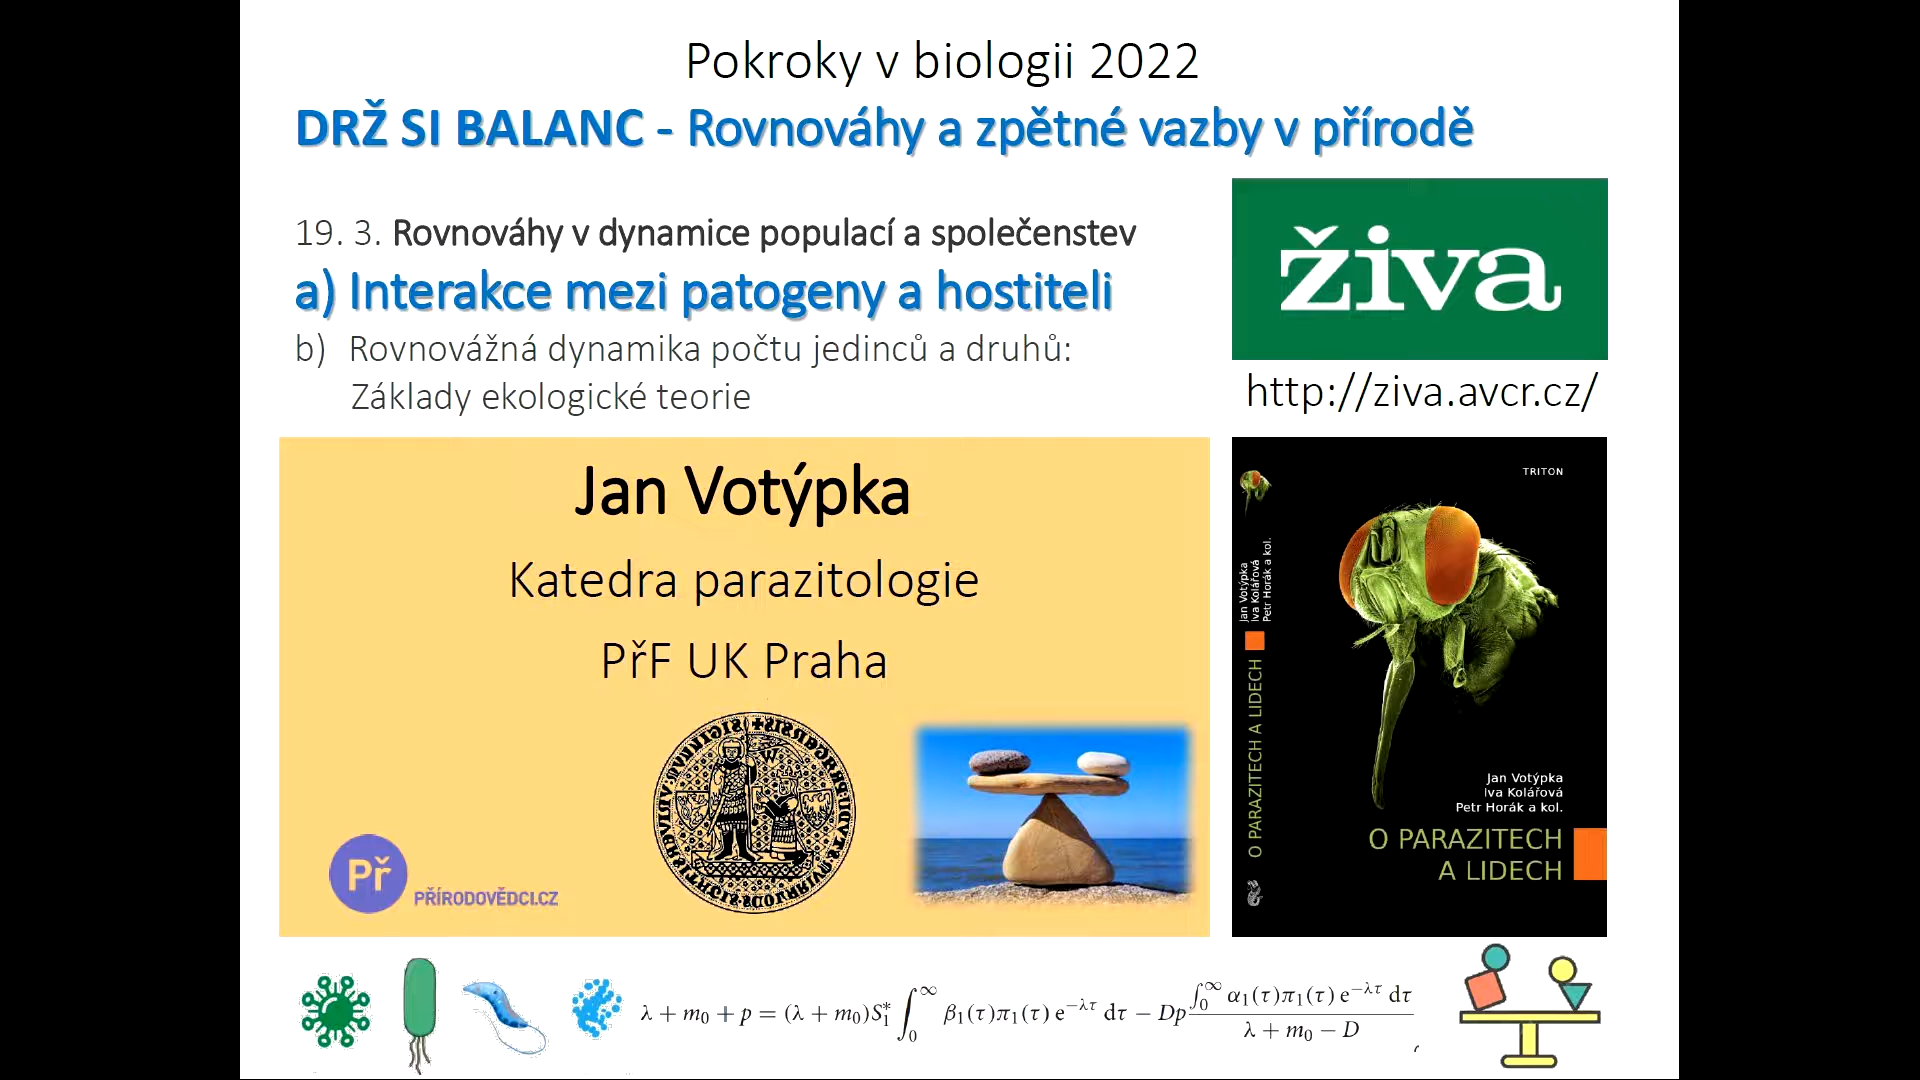 Pokroky v biologii 2022
DRŽ SI BALANC - Rovnováhy a zpětné vazby v přírodě
19. 3. Rovnováhy v dynamice populací a společenstev
a) Interakce mezi patogeny a hostiteli
b) Rovnovážná dynamika počtu jedinců a druhů:
Základy ekologické teorie
živa
http://ziva.avcr.cz/
Jan Votýpka
Katedra parazitologie
PřF UK Praha
Př
PŘÍRODOVĚDCI.CZ
TRITON
Jan Votýpka
Iva Kolářová
Petr Horák a kol.
O PARAZITECH A LIDECH
Jan Votýpka
Iva Kolářová
Petr Horák a kol.
O PARAZITECH
A LIDECH
λ + m₀ + p = (λ + m₀)S₁* ∫₀^∞ β₁(τ)π₁(τ) e^−λτ dτ − Dp ∫₀^∞ α₁(τ)π₁(τ) e^−λτ dτ / λ + m₀ − D